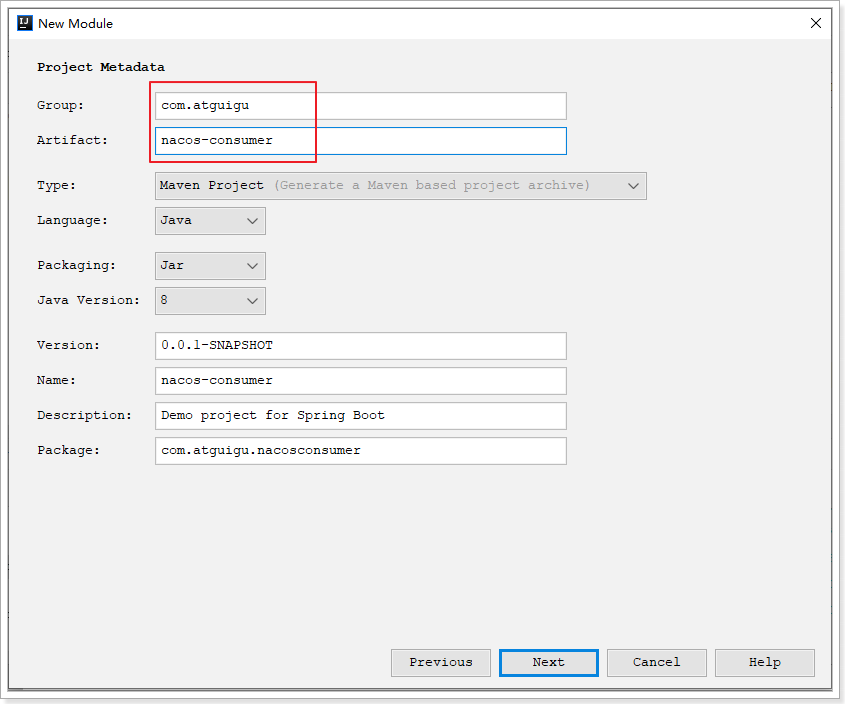 New Module
Project Metadata
Group: com.atguigu
Artifact: nacos-consumer
Type: Maven Project (Generate a Maven based project archive)
Language: Java
Packaging: Jar
Java Version: 8
Version: 0.0.1-SNAPSHOT
Name: nacos-consumer
Description: Demo project for Spring Boot
Package: com.atguigu.nacosconsumer
Previous Next Cancel Help